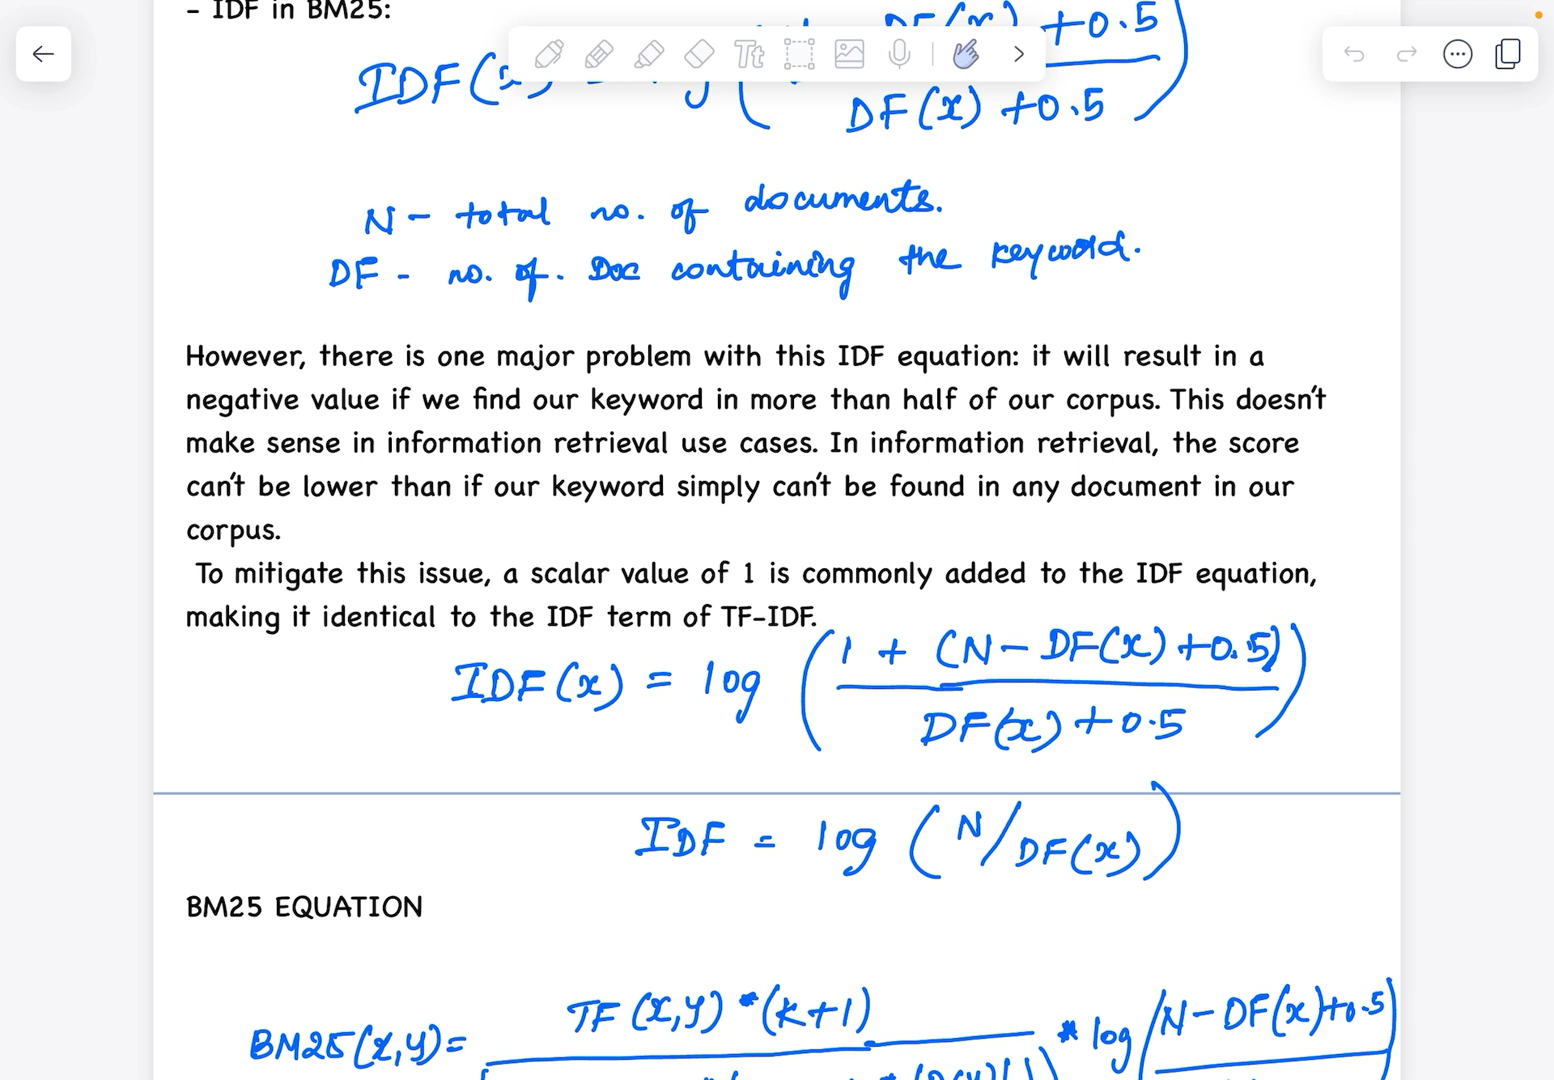 - IDF in BM25:
Tt
IDF(x) = log ( DF(x) +0.5 / DF(x) +0.5 )
N - total no. of documents.
DF - no. of. Doc containing the keyword.
However, there is one major problem with this IDF equation: it will result in a
negative value if we find our keyword in more than half of our corpus. This doesn't
make sense in information retrieval use cases. In information retrieval, the score
can't be lower than if our keyword simply can't be found in any document in our
corpus.
To mitigate this issue, a scalar value of 1 is commonly added to the IDF equation,
making it identical to the IDF term of TF-IDF.
IDF(x) = log ( 1 + (N - DF(x) +0.5) / DF(x) +0.5 )
IDF = log (N/DF(x))
BM25 EQUATION
BM25(x,y)= TF(x,y) * (k+1) * log (N - DF(x)+0.5)